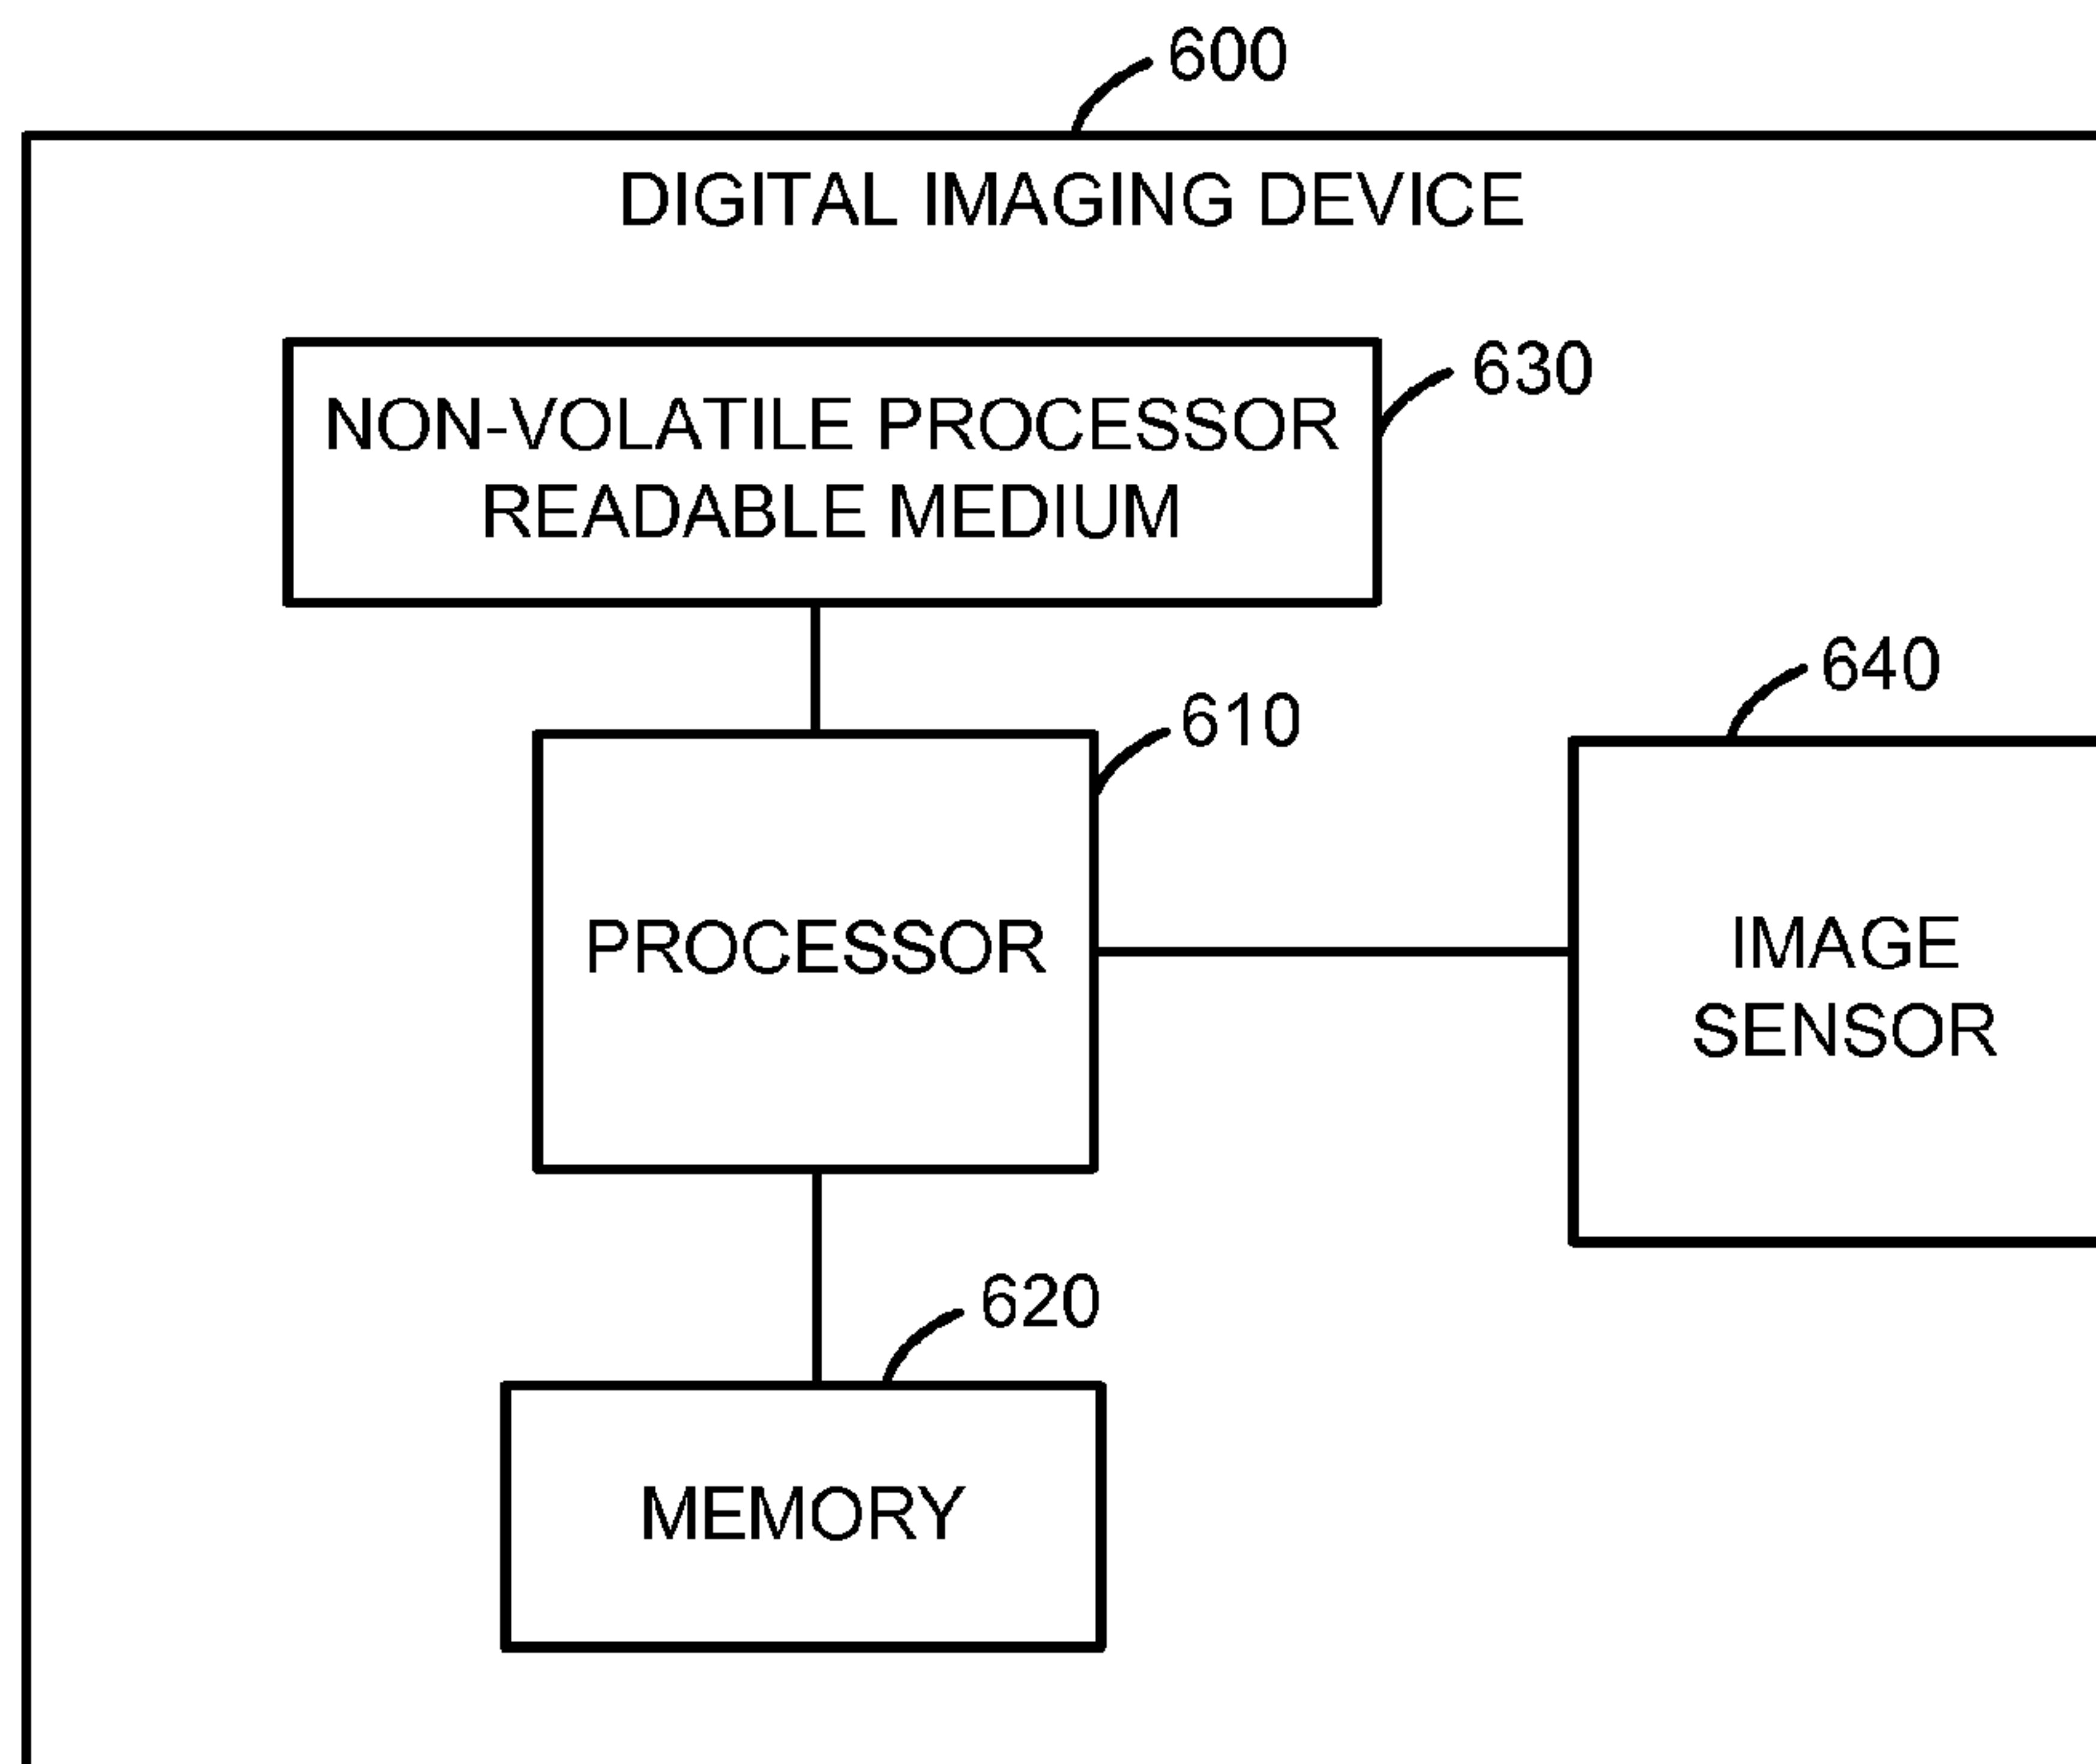 600
DIGITAL IMAGING DEVICE
630
NON-VOLATILE PROCESSOR
READABLE MEDIUM
640
610
PROCESSOR
IMAGE
SENSOR
620
MEMORY